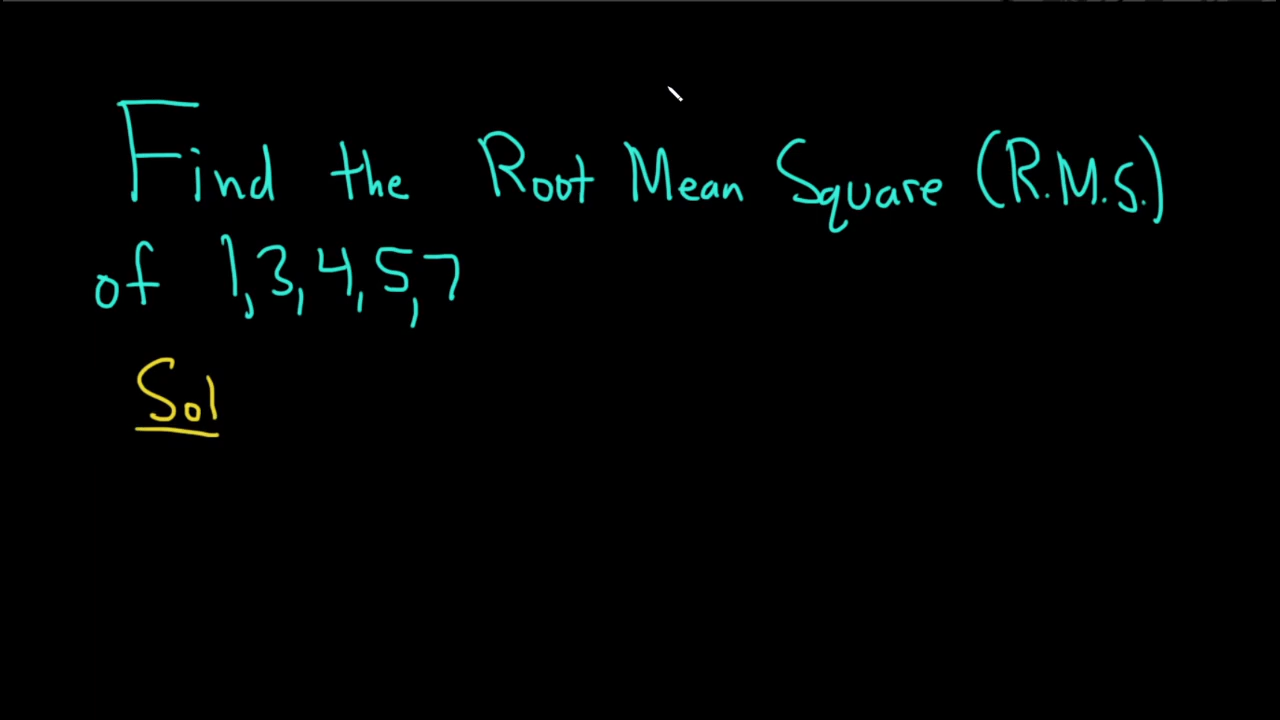 Find the Root Mean Square (R.M.S.)
of 1,3,4,5,7
Sol